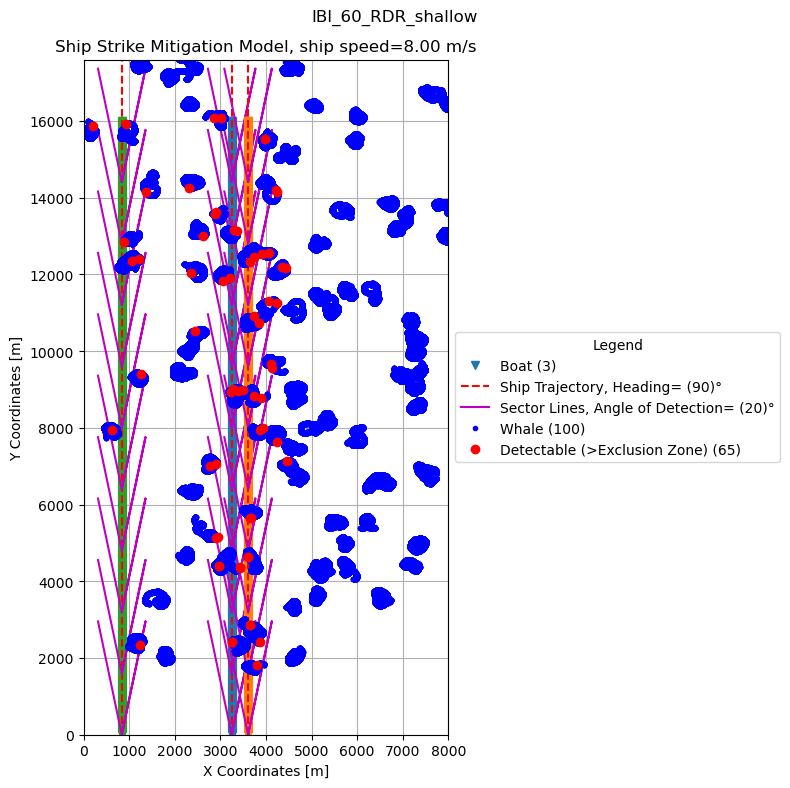 IBI_60_RDR_shallow
Ship Strike Mitigation Model, ship speed=8.00 m/s
16000
14000
12000
10000
8000
6000
4000
2000
0
Y Coordinates [m]
0 1000 2000 3000 4000 5000 6000 7000 8000
X Coordinates [m]
Legend
Boat (3)
Ship Trajectory, Heading= (90)°
Sector Lines, Angle of Detection= (20)°
Whale (100)
Detectable (>Exclusion Zone) (65)